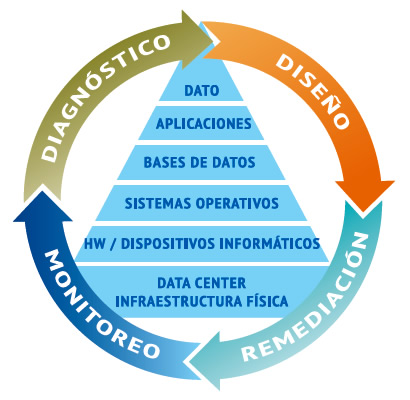 DIAGNÓSTICO
DISEÑO
DATO
APLICACIONES
BASES DE DATOS
SISTEMAS OPERATIVOS
HW / DISPOSITIVOS INFORMÁTICOS
DATA CENTER
INFRAESTRUCTURA FÍSICA
MONITOREO
REMEDIACIÓN